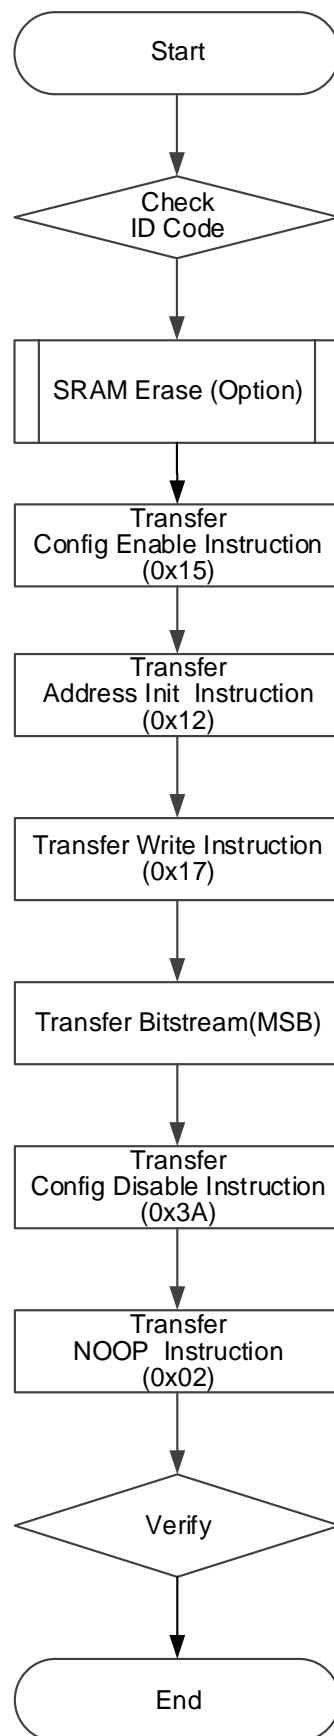 Start
Check
ID Code
SRAM Erase (Option)
Transfer
Config Enable Instruction
(0x15)
Transfer
Address Init  Instruction
(0x12)
Transfer Write Instruction
(0x17)
Transfer Bitstream(MSB)
Transfer
Config Disable Instruction
(0x3A)
Transfer
NOOP  Instruction
(0x02)
Verify
End